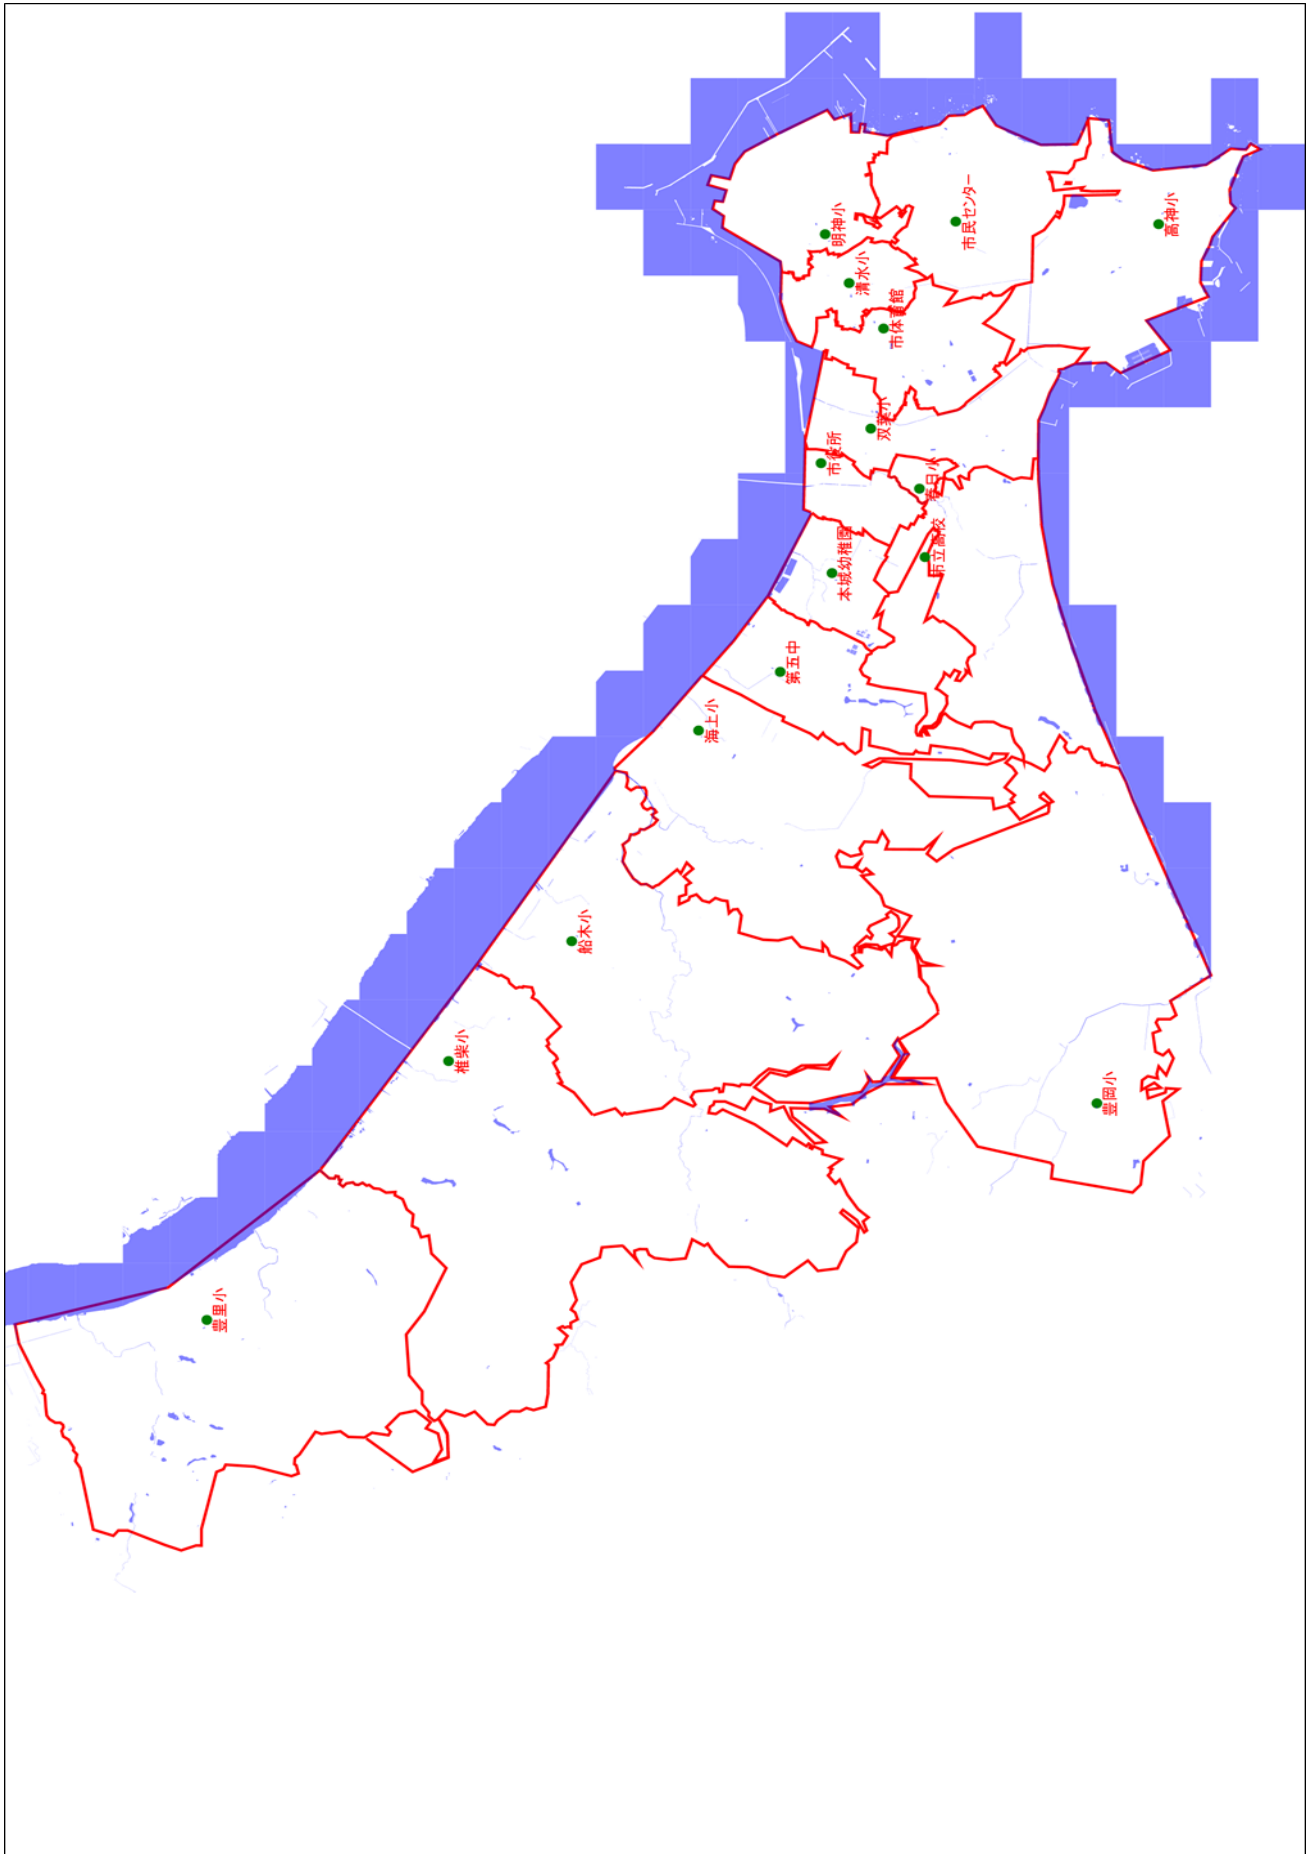 明神小
市民センター
高神小
清水小
市体育館
双葉小
市役所
春日小
市立高校
本城幼稚園
第五中
海上小
船木小
椎柴小
豊岡小
豊里小